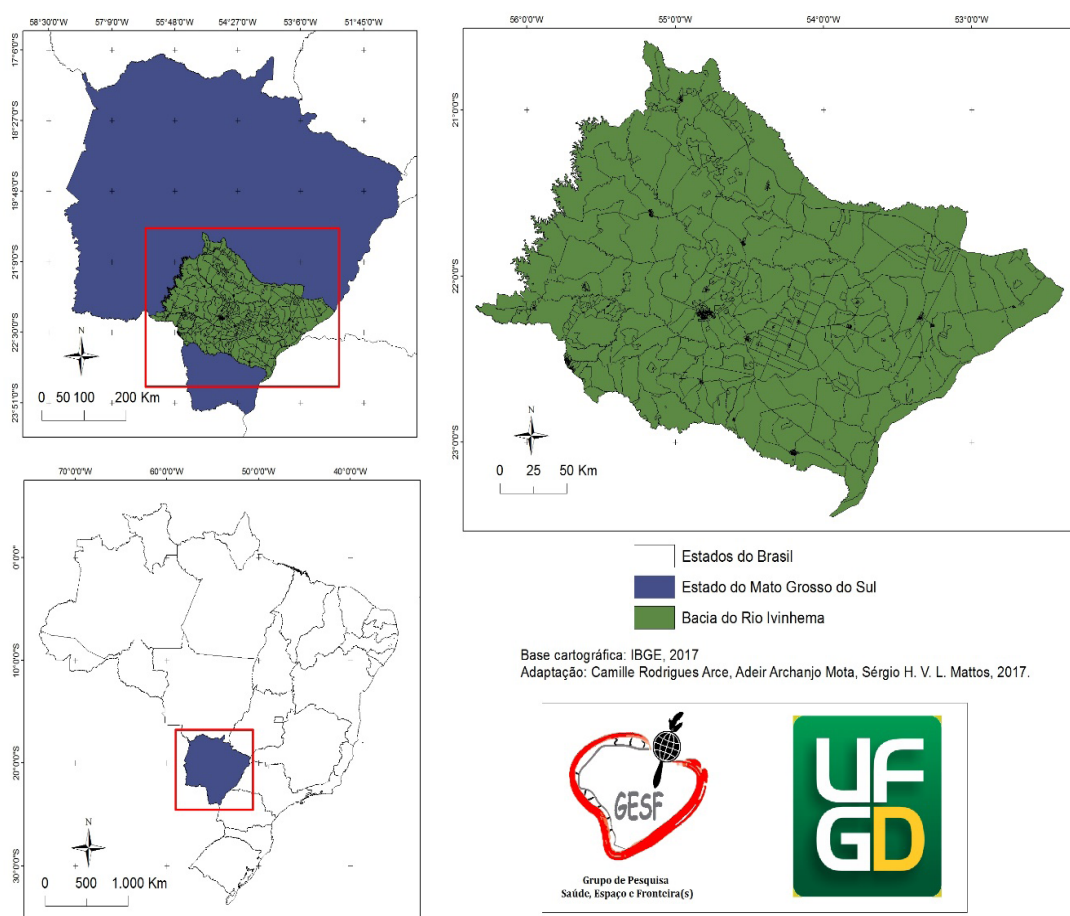 58°30'0"W 57°9'0"W 55°48'0"W 54°27'0"W 53°6'0"W 51°45'0"W
17°6'0"S
18°27'0"S
19°48'0"S
21°9'0"S
22°30'0"S
23°51'0"S
N
0 50 100 200 Km
56°0'0"W 55°0'0"W 54°0'0"W 53°0'0"W
21°0'0"S
22°0'0"S
23°0'0"S
N
0 25 50 Km
70°0'0"W 60°0'0"W 50°0'0"W 40°0'0"W
0°0'0"
10°0'0"S
20°0'0"S
30°0'0"S
N
0 500 1.000 Km
Estados do Brasil
Estado do Mato Grosso do Sul
Bacia do Rio Ivinhema
Base cartográfica: IBGE, 2017
Adaptação: Camille Rodrigues Arce, Adeir Archanjo Mota, Sérgio H. V. L. Mattos, 2017.
GESF
Grupo de Pesquisa
Saúde, Espaço e Fronteira(s)
UF
GD